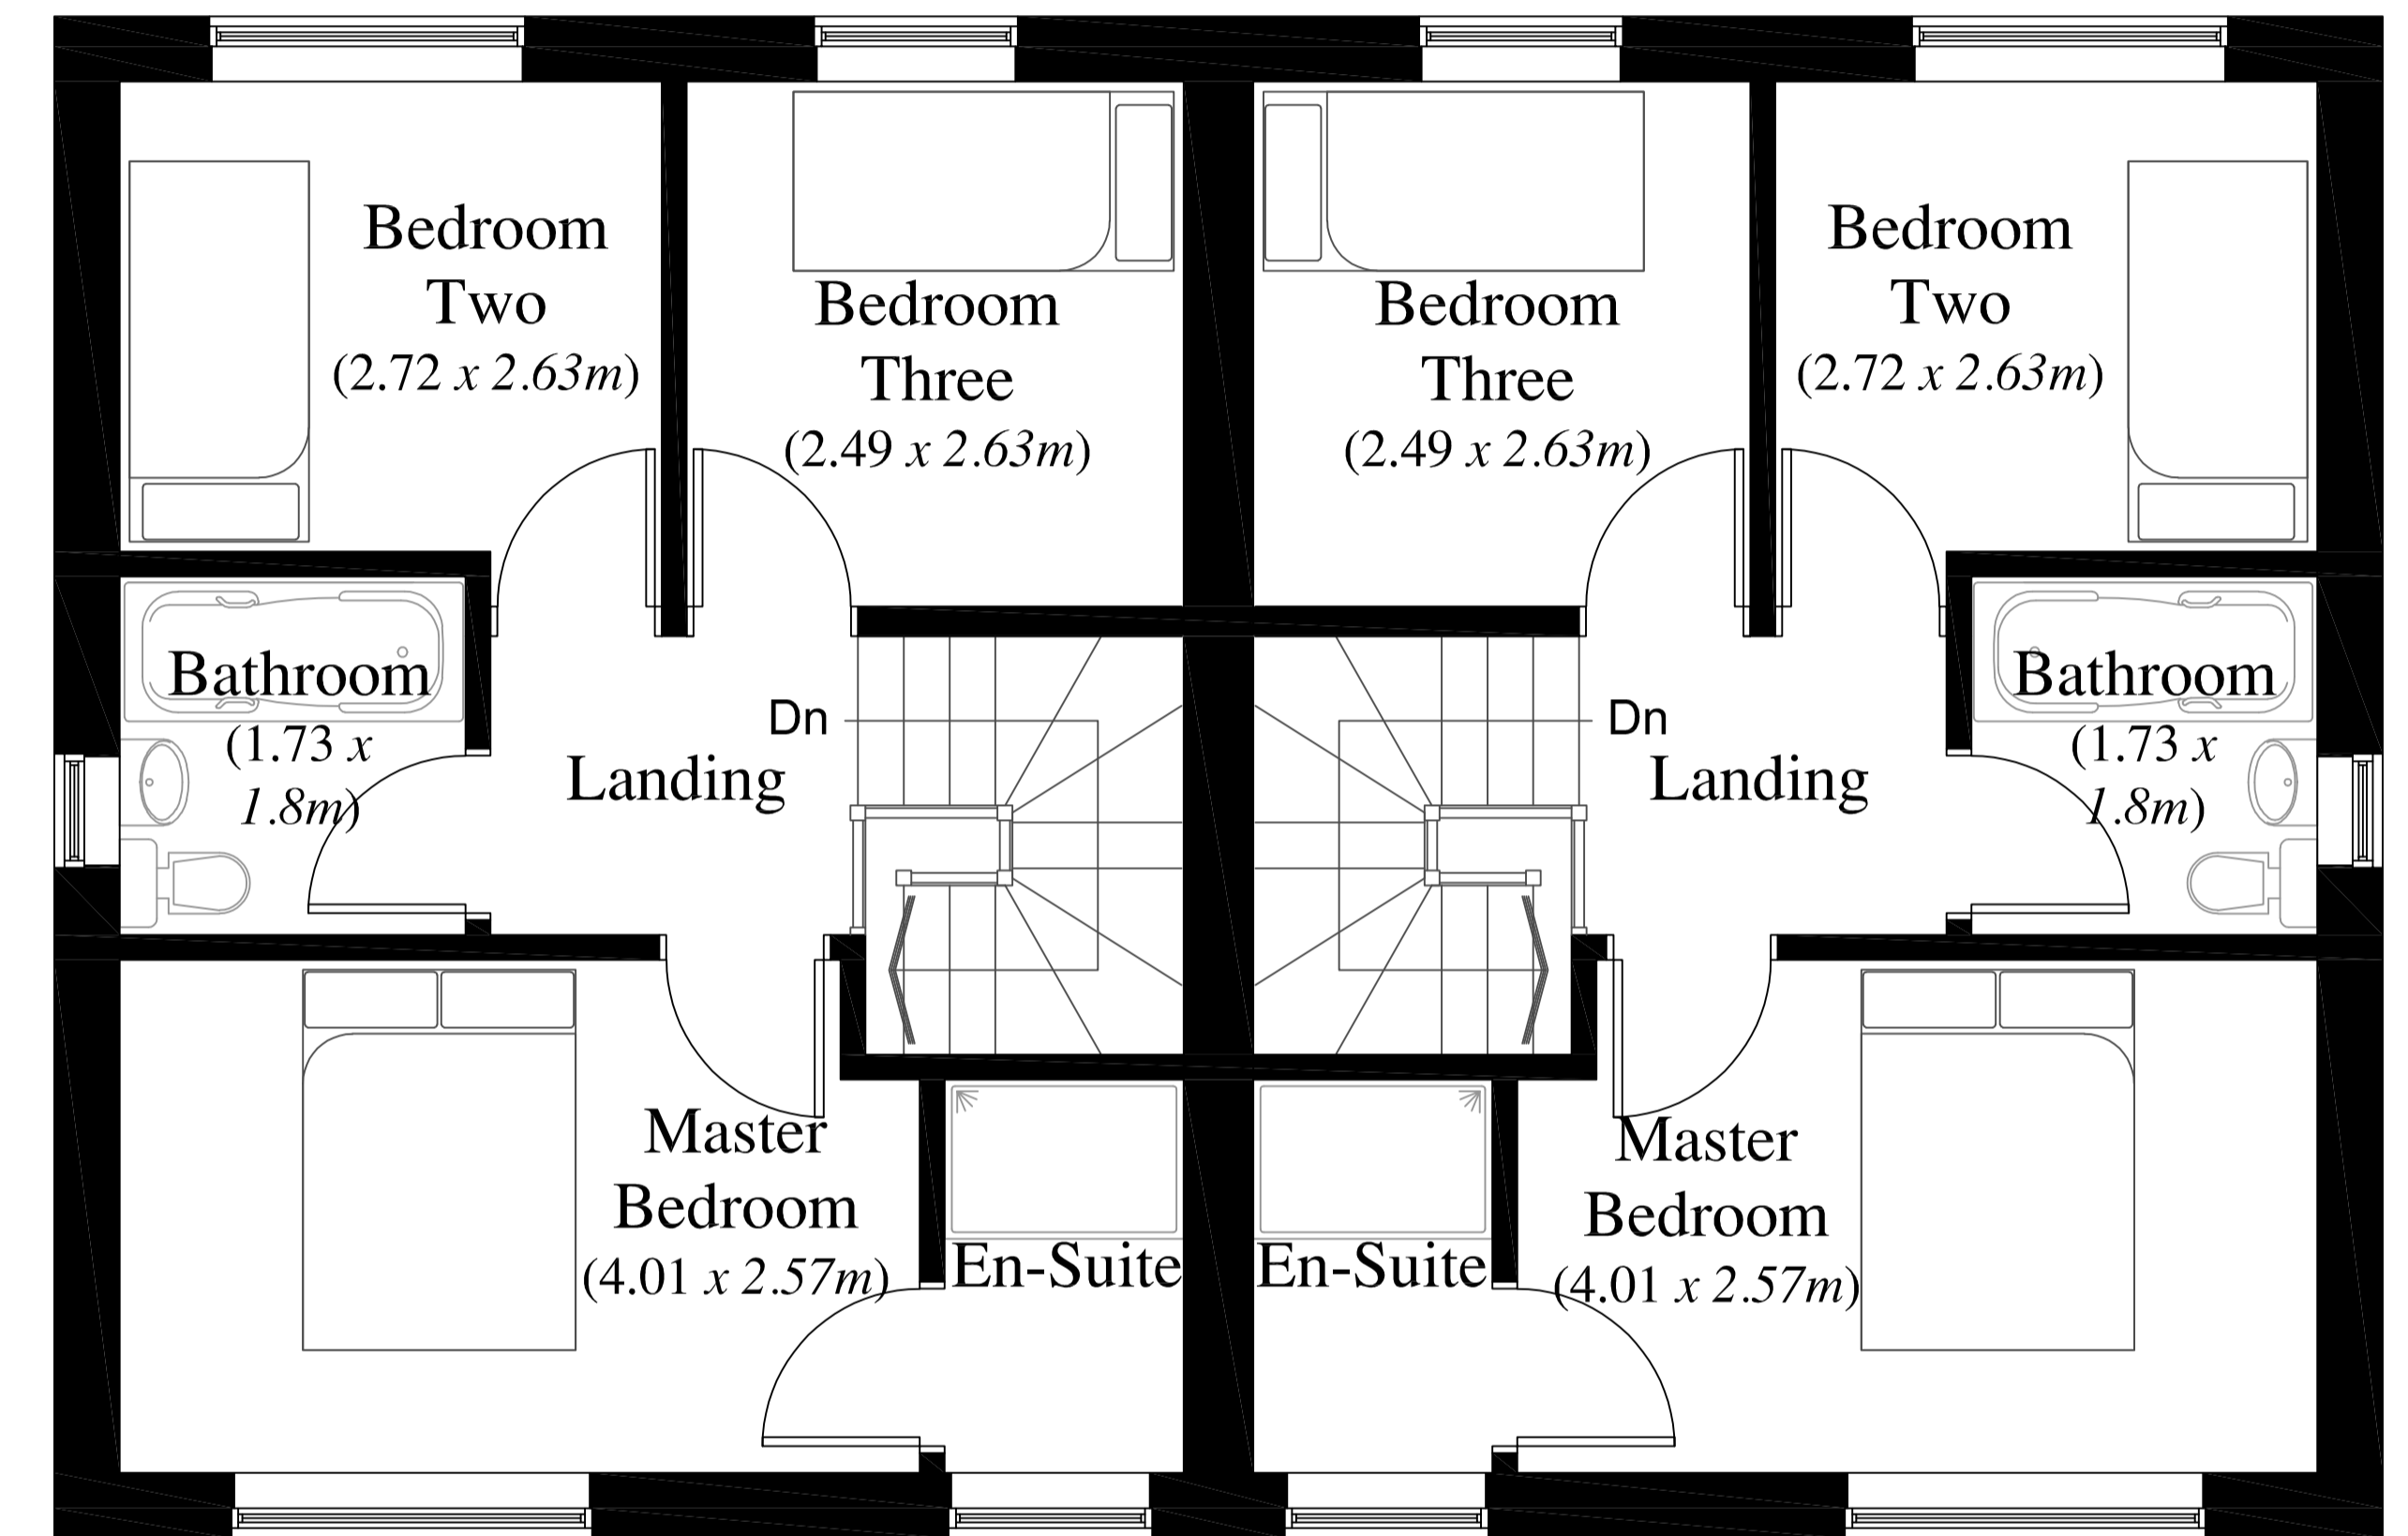 Bedroom
Two
(2.72 x 2.63m)
Bedroom
Three
(2.49 x 2.63m)
Bedroom
Three
(2.49 x 2.63m)
Bedroom
Two
(2.72 x 2.63m)
Bathroom
(1.73 x
1.8m)
Landing
Dn
Dn
Landing
Bathroom
(1.73 x
1.8m)
Master
Bedroom
(4.01 x 2.57m)
En-Suite
En-Suite
Master
Bedroom
(4.01 x 2.57m)